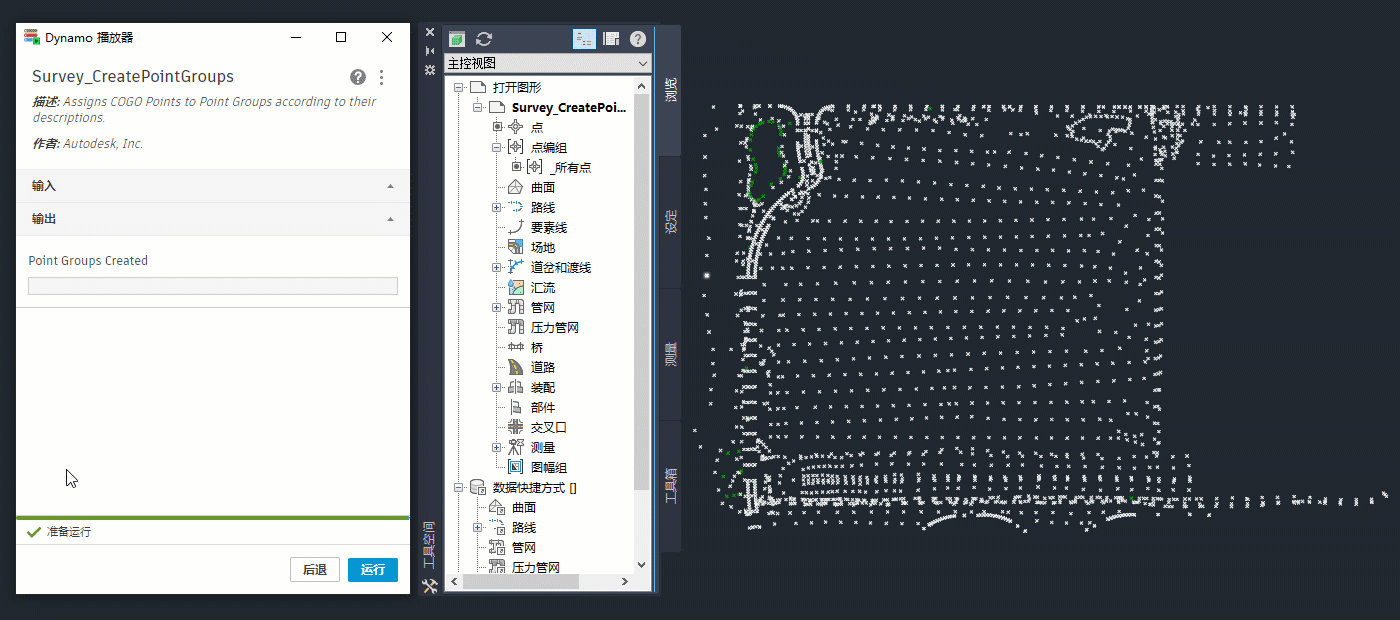 Dynamo 播放器
Survey_CreatePointGroups
描述: Assigns COGO Points to Point Groups according to their
descriptions.
作者: Autodesk, Inc.
输入
输出
Point Groups Created
准备运行
后退
运行
主控视图
打开图形
Survey_CreatePoi...
点
点编组
_所有点
曲面
路线
要素线
场地
道岔和渡线
汇流
管网
压力管网
桥
道路
装配
部件
交叉口
测量
图幅组
数据快捷方式 []
曲面
路线
管网
压力管网
工具空间
浏览
设定
测量
工具箱